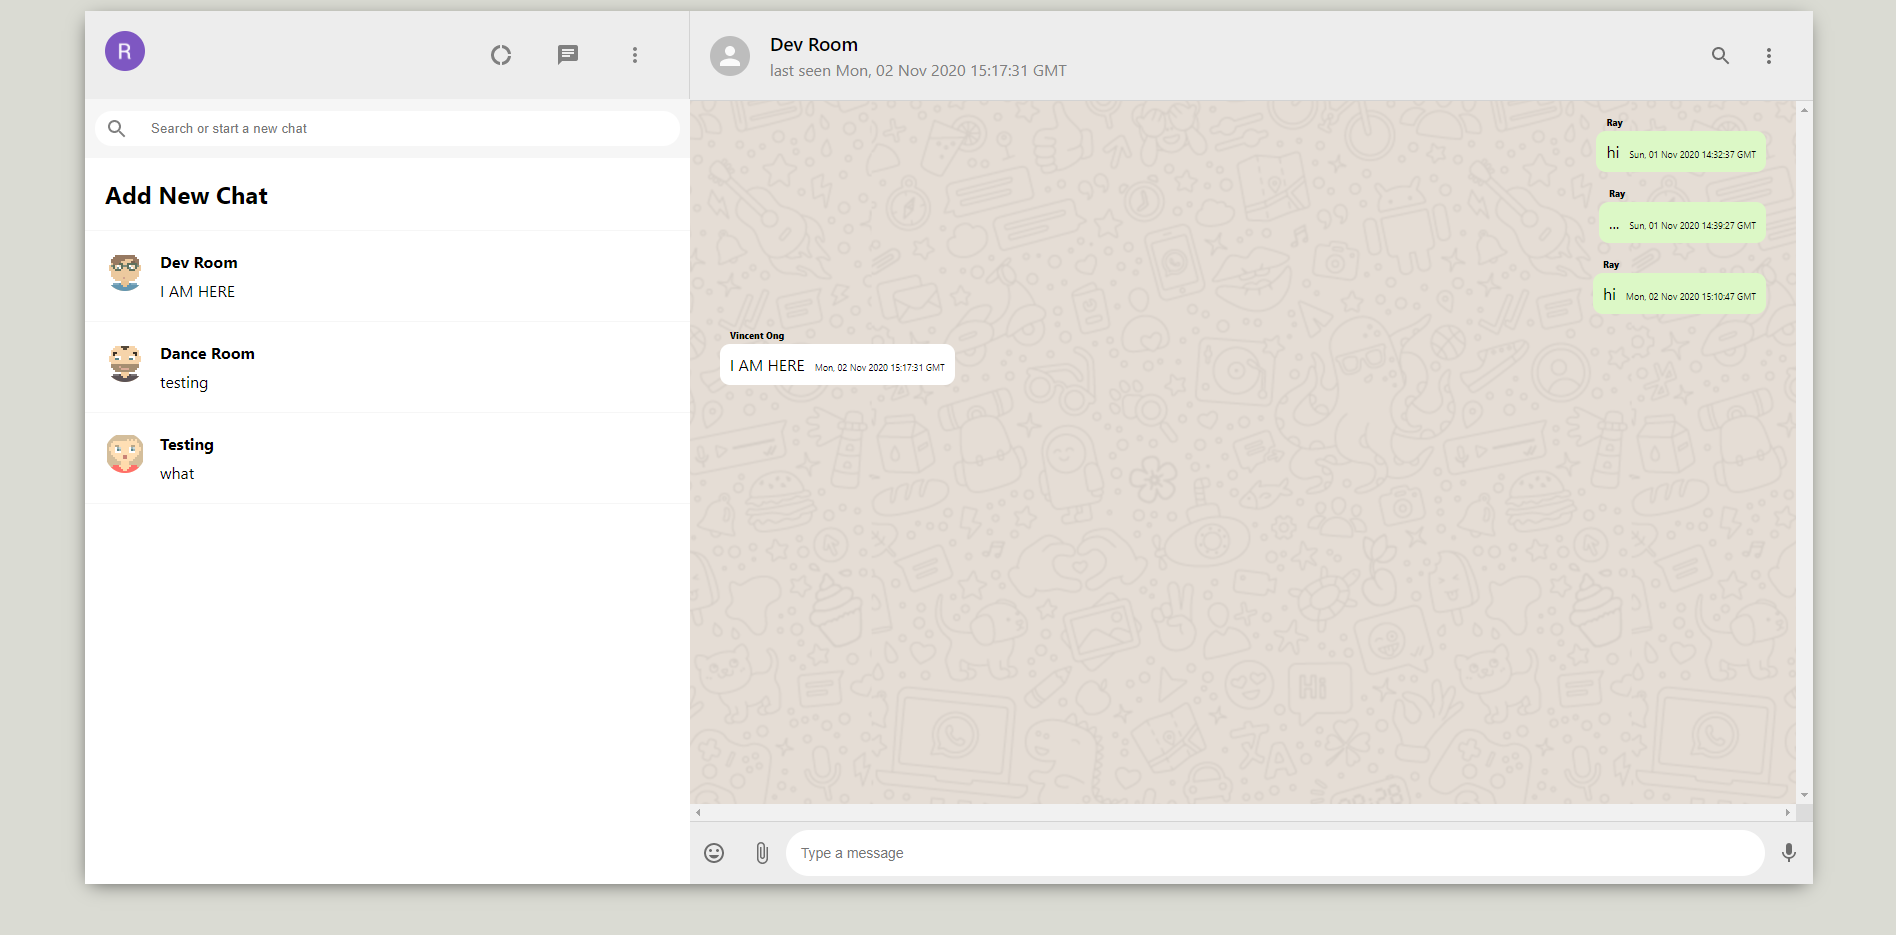 R
Search or start a new chat
Add New Chat
Dev Room
I AM HERE
Dance Room
testing
Testing
what
Dev Room
last seen Mon, 02 Nov 2020 15:17:31 GMT
Ray
hi Sun, 01 Nov 2020 14:32:37 GMT
Ray
... Sun, 01 Nov 2020 14:39:27 GMT
Ray
hi Mon, 02 Nov 2020 15:10:47 GMT
Vincent Ong
I AM HERE Mon, 02 Nov 2020 15:17:31 GMT
Hi
Type a message